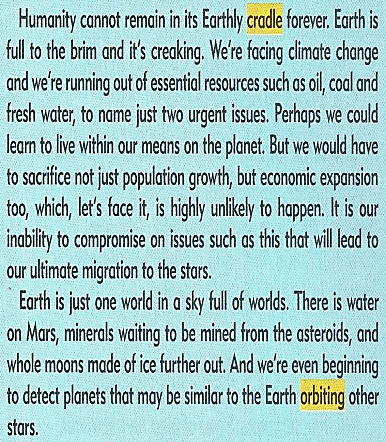 Humanity cannot remain in its Earthly cradle forever. Earth is
full to the brim and it's creaking. We're facing climate change
and we're running out of essential resources such as oil, coal and
fresh water, to name just two urgent issues. Perhaps we could
learn to live within our means on the planet. But we would have
to sacrifice not just population growth, but economic expansion
too, which, let's face it, is highly unlikely to happen. It is our
inability to compromise on issues such as this that will lead to
our ultimate migration to the stars.
Earth is just one world in a sky full of worlds. There is water
on Mars, minerals waiting to be mined from the asteroids, and
whole moons made of ice further out. And we're even beginning
to detect planets that may be similar to the Earth orbiting other
stars.